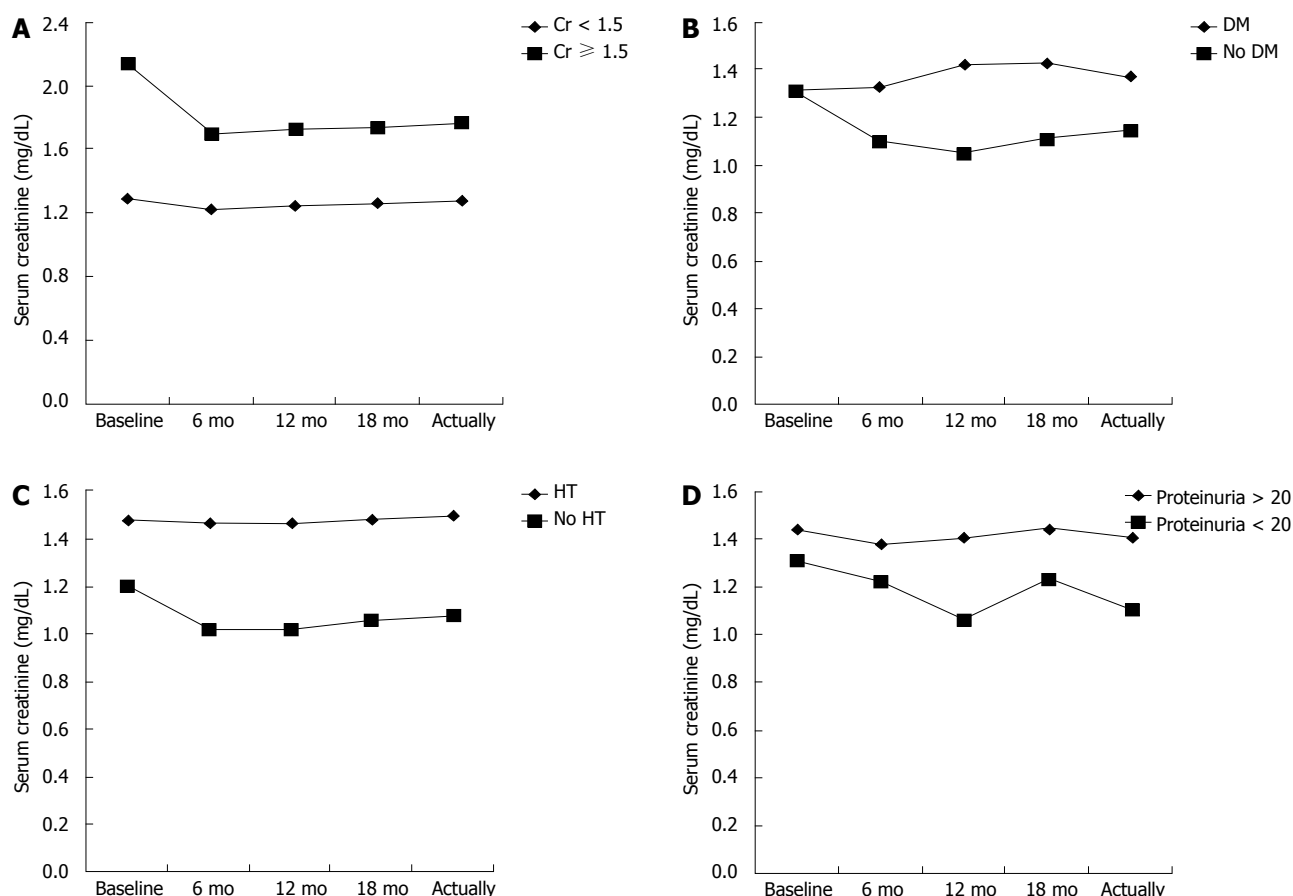 A
Cr < 1.5
Cr ≥ 1.5
2.4
2.0
1.6
1.2
0.8
0.4
0.0
Serum creatinine (mg/dL)
Baseline 6 mo 12 mo 18 mo Actually
B
DM
No DM
1.6
1.4
1.2
1.0
0.8
0.6
0.4
0.2
0.0
Serum creatinine (mg/dL)
Baseline 6 mo 12 mo 18 mo Actually
C
HT
No HT
1.6
1.4
1.2
1.0
0.8
0.6
0.4
0.2
0.0
Serum creatinine (mg/dL)
Baseline 6 mo 12 mo 18 mo Actually
D
Proteinuria > 20
Proteinuria < 20
1.6
1.4
1.2
1.0
0.8
0.6
0.4
0.2
0.0
Serum creatinine (mg/dL)
Baseline 6 mo 12 mo 18 mo Actually